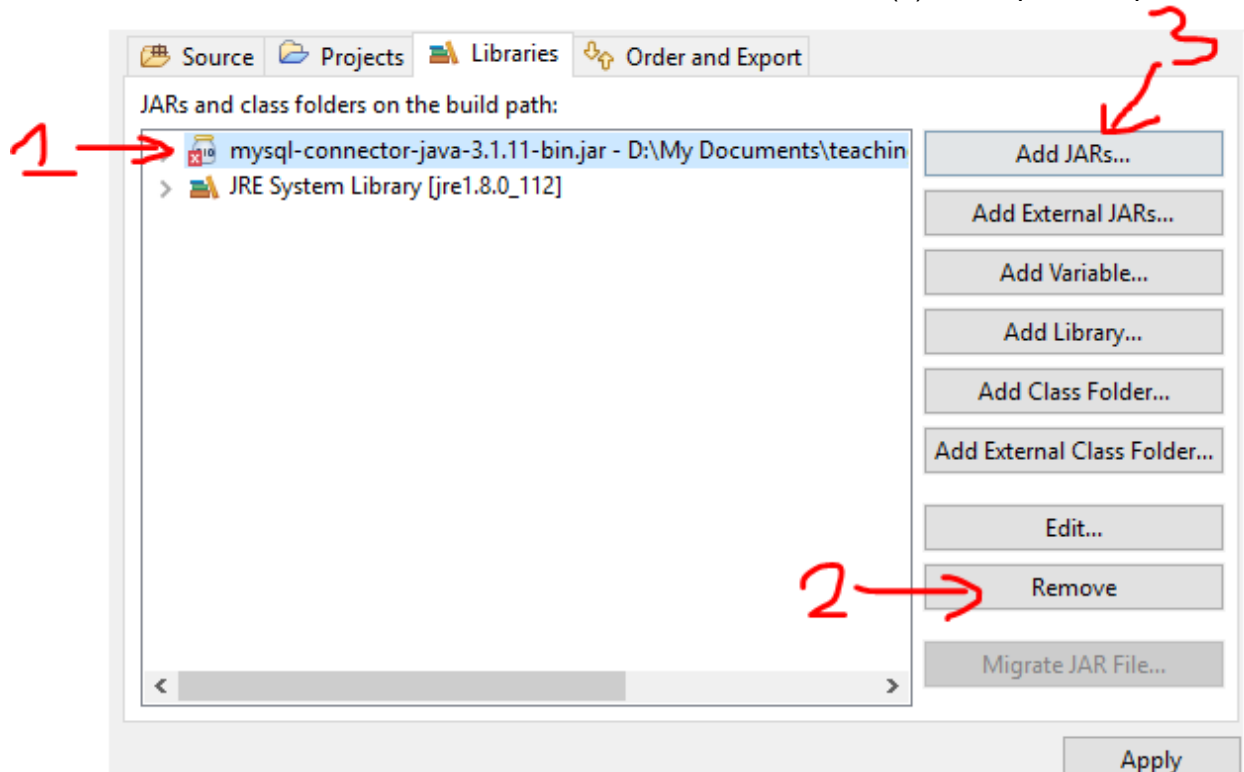 3
Source Projects Libraries Order and Export
JARs and class folders on the build path:
1
mysql-connector-java-3.1.11-bin.jar - D:\My Documents\teachin
JRE System Library [jre1.8.0_112]
Add JARs...
Add External JARs...
Add Variable...
Add Library...
Add Class Folder...
Add External Class Folder...
Edit...
2
Remove
Migrate JAR File...
Apply